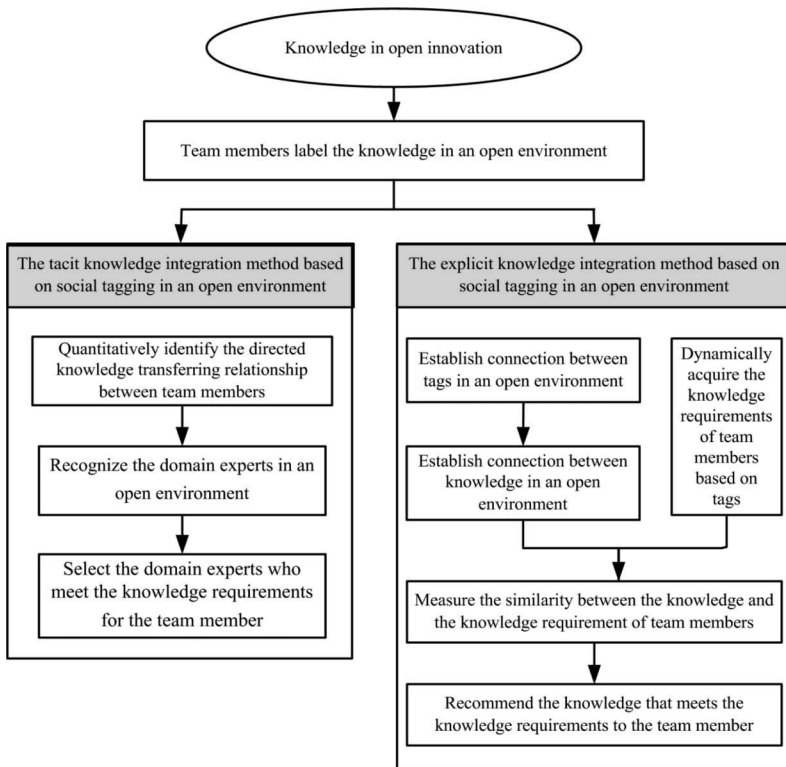 Knowledge in open innovation
Team members label the knowledge in an open environment
The tacit knowledge integration method based
on social tagging in an open environment
Quantitatively identify the directed
knowledge transferring relationship
between team members
Recognize the domain experts in an
open environment
Select the domain experts who
meet the knowledge requirements
for the team member
The explicit knowledge integration method based on
social tagging in an open environment
Establish connection between
tags in an open environment
Establish connection between
knowledge in an open
environment
Dynamically
acquire the
knowledge
requirements
of team
members
based on
tags
Measure the similarity between the knowledge and
the knowledge requirement of team members
Recommend the knowledge that meets the
knowledge requirements to the team member